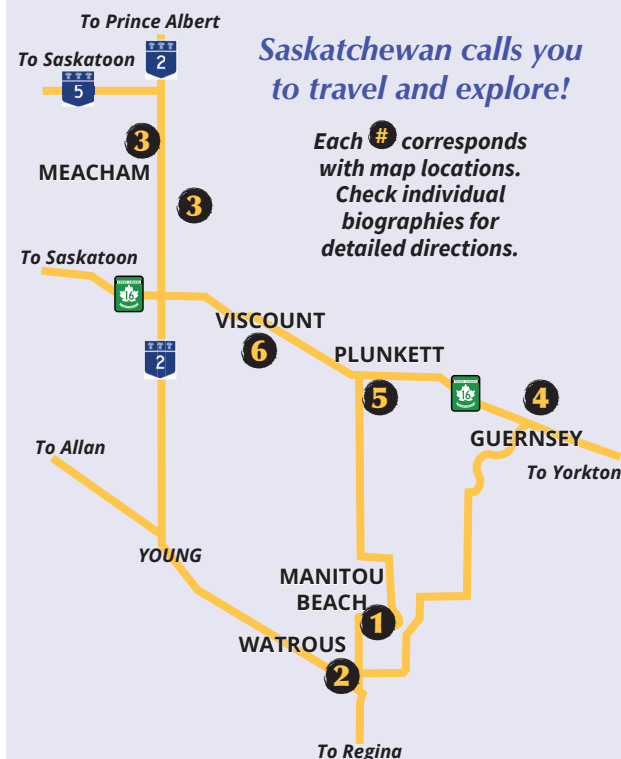 To Prince Albert
To Saskatoon
2
5
Saskatchewan calls you
to travel and explore!
Each # corresponds
with map locations.
Check individual
biographies for
detailed directions.
3
MEACHAM
3
To Saskatoon
16
VISCOUNT
6
2
PLUNKETT
5
16
4
GUERNSEY
To Yorkton
To Allan
YOUNG
MANITOU
BEACH
1
WATROUS
2
To Regina